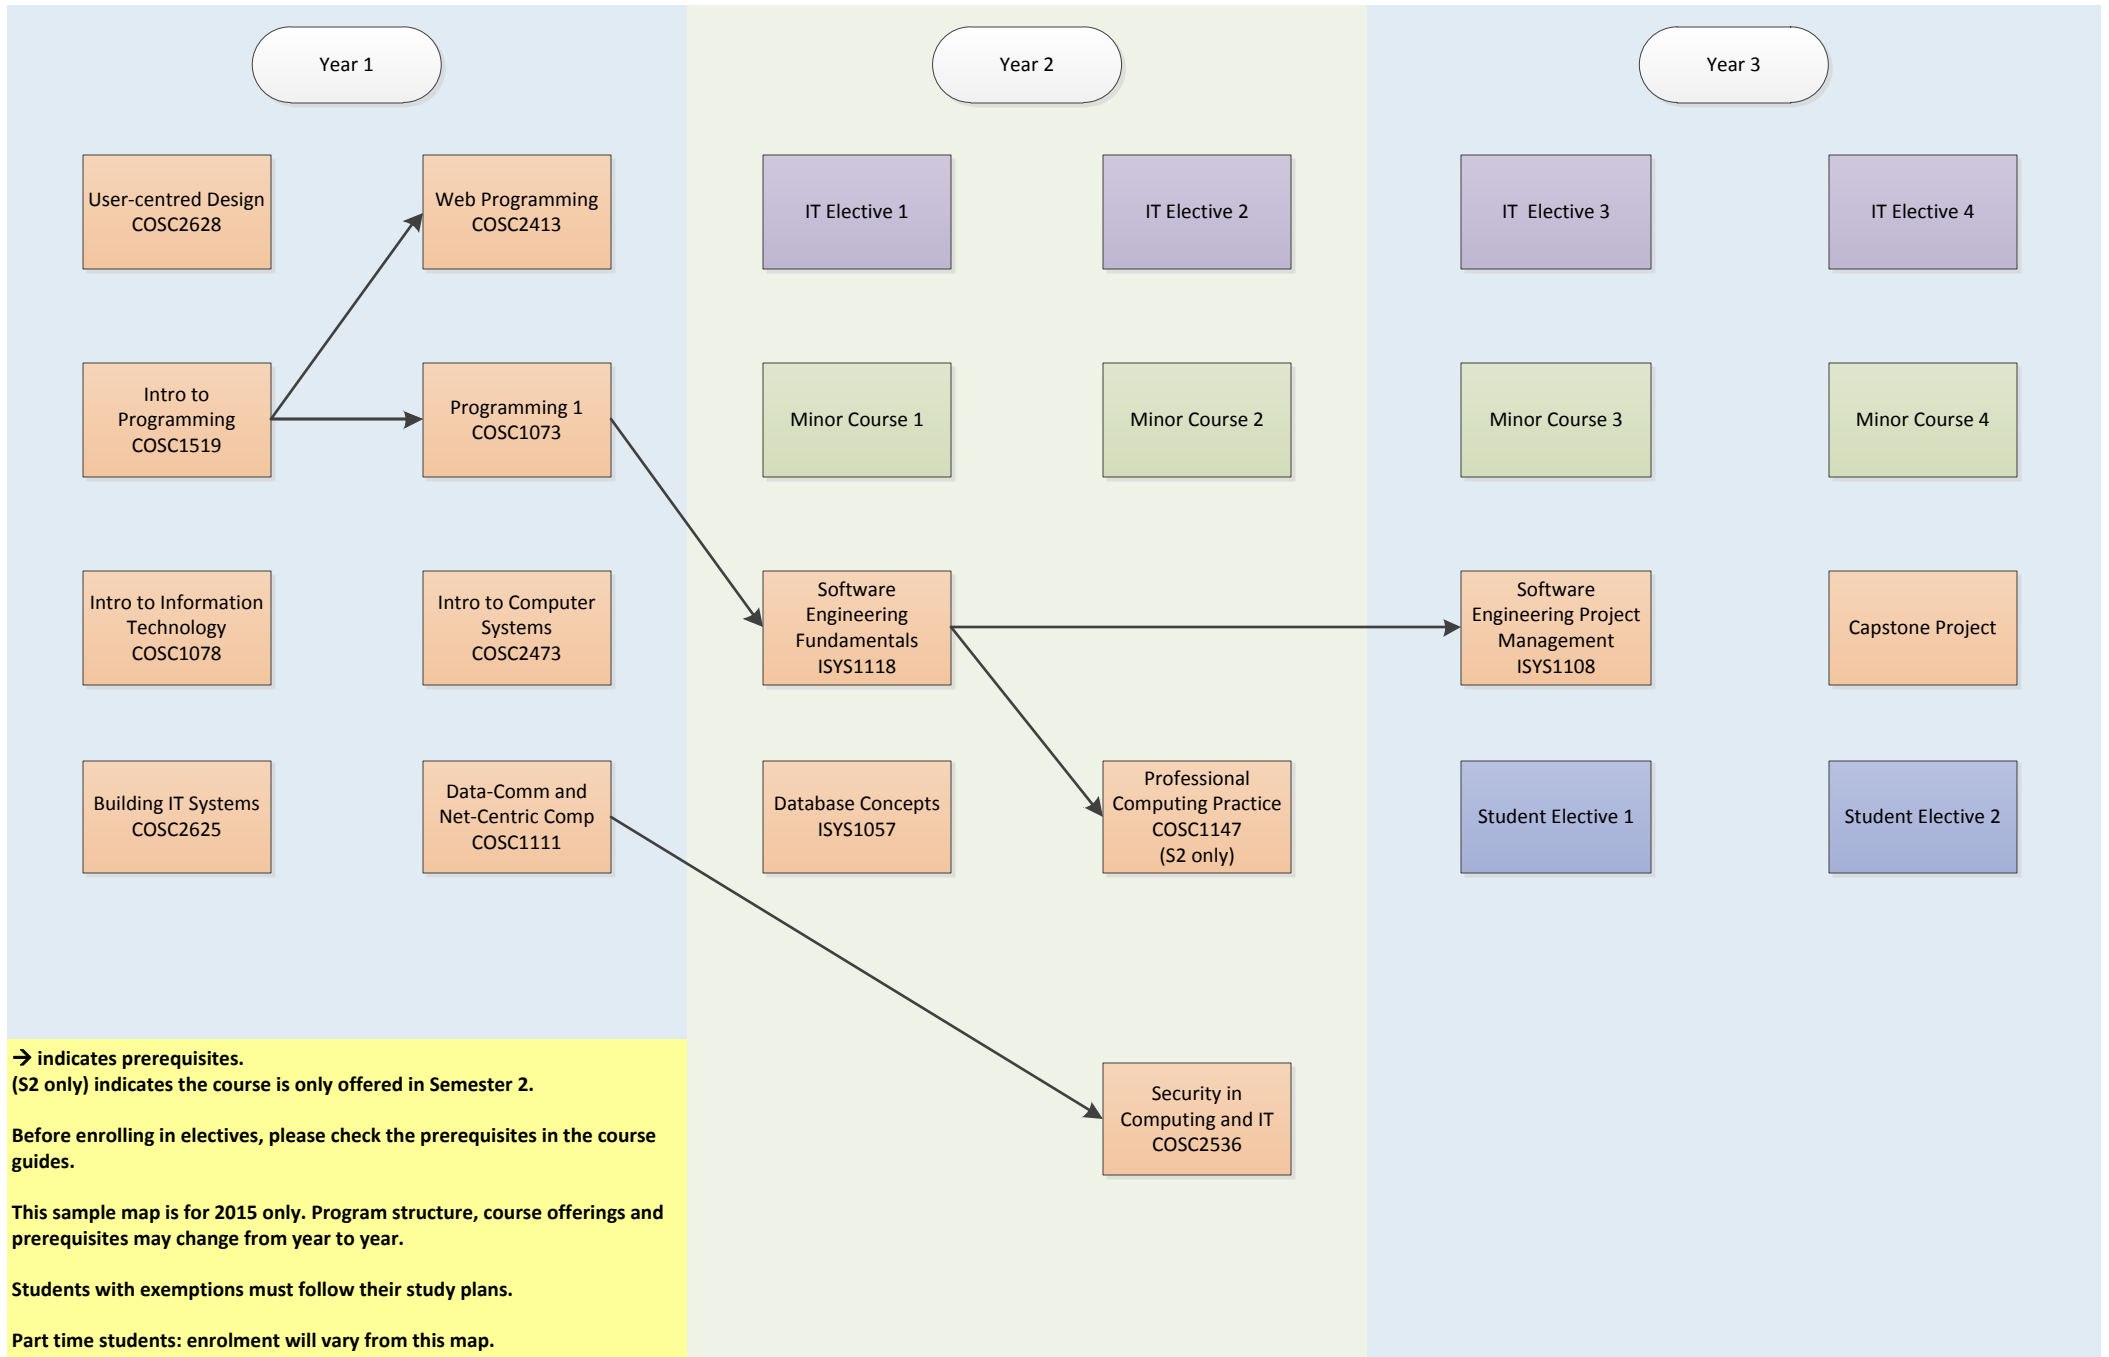 Year 1
Year 2
Year 3
User-centred Design
COSC2628
Web Programming
COSC2413
IT Elective 1
IT Elective 2
IT  Elective 3
IT Elective 4
Intro to
Programming
COSC1519
Programming 1
COSC1073
Minor Course 1
Minor Course 2
Minor Course 3
Minor Course 4
Intro to Information
Technology
COSC1078
Intro to Computer
Systems
COSC2473
Software
Engineering
Fundamentals
ISYS1118
Software
Engineering Project
Management
ISYS1108
Capstone Project
Building IT Systems
COSC2625
Data-Comm and
Net-Centric Comp
COSC1111
Database Concepts
ISYS1057
Professional
Computing Practice
COSC1147
(S2 only)
Student Elective 1
Student Elective 2
Security in
Computing and IT
COSC2536
→ indicates prerequisites.
(S2 only) indicates the course is only offered in Semester 2.
Before enrolling in electives, please check the prerequisites in the course
guides.
This sample map is for 2015 only. Program structure, course offerings and
prerequisites may change from year to year.
Students with exemptions must follow their study plans.
Part time students: enrolment will vary from this map.